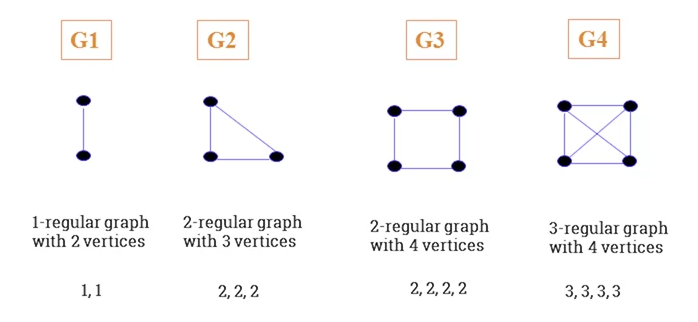 G1
G2
G3
G4
1-regular graph
with 2 vertices
2-regular graph
with 3 vertices
2-regular graph
with 4 vertices
3-regular graph
with 4 vertices
1, 1
2, 2, 2
2, 2, 2, 2
3, 3, 3, 3